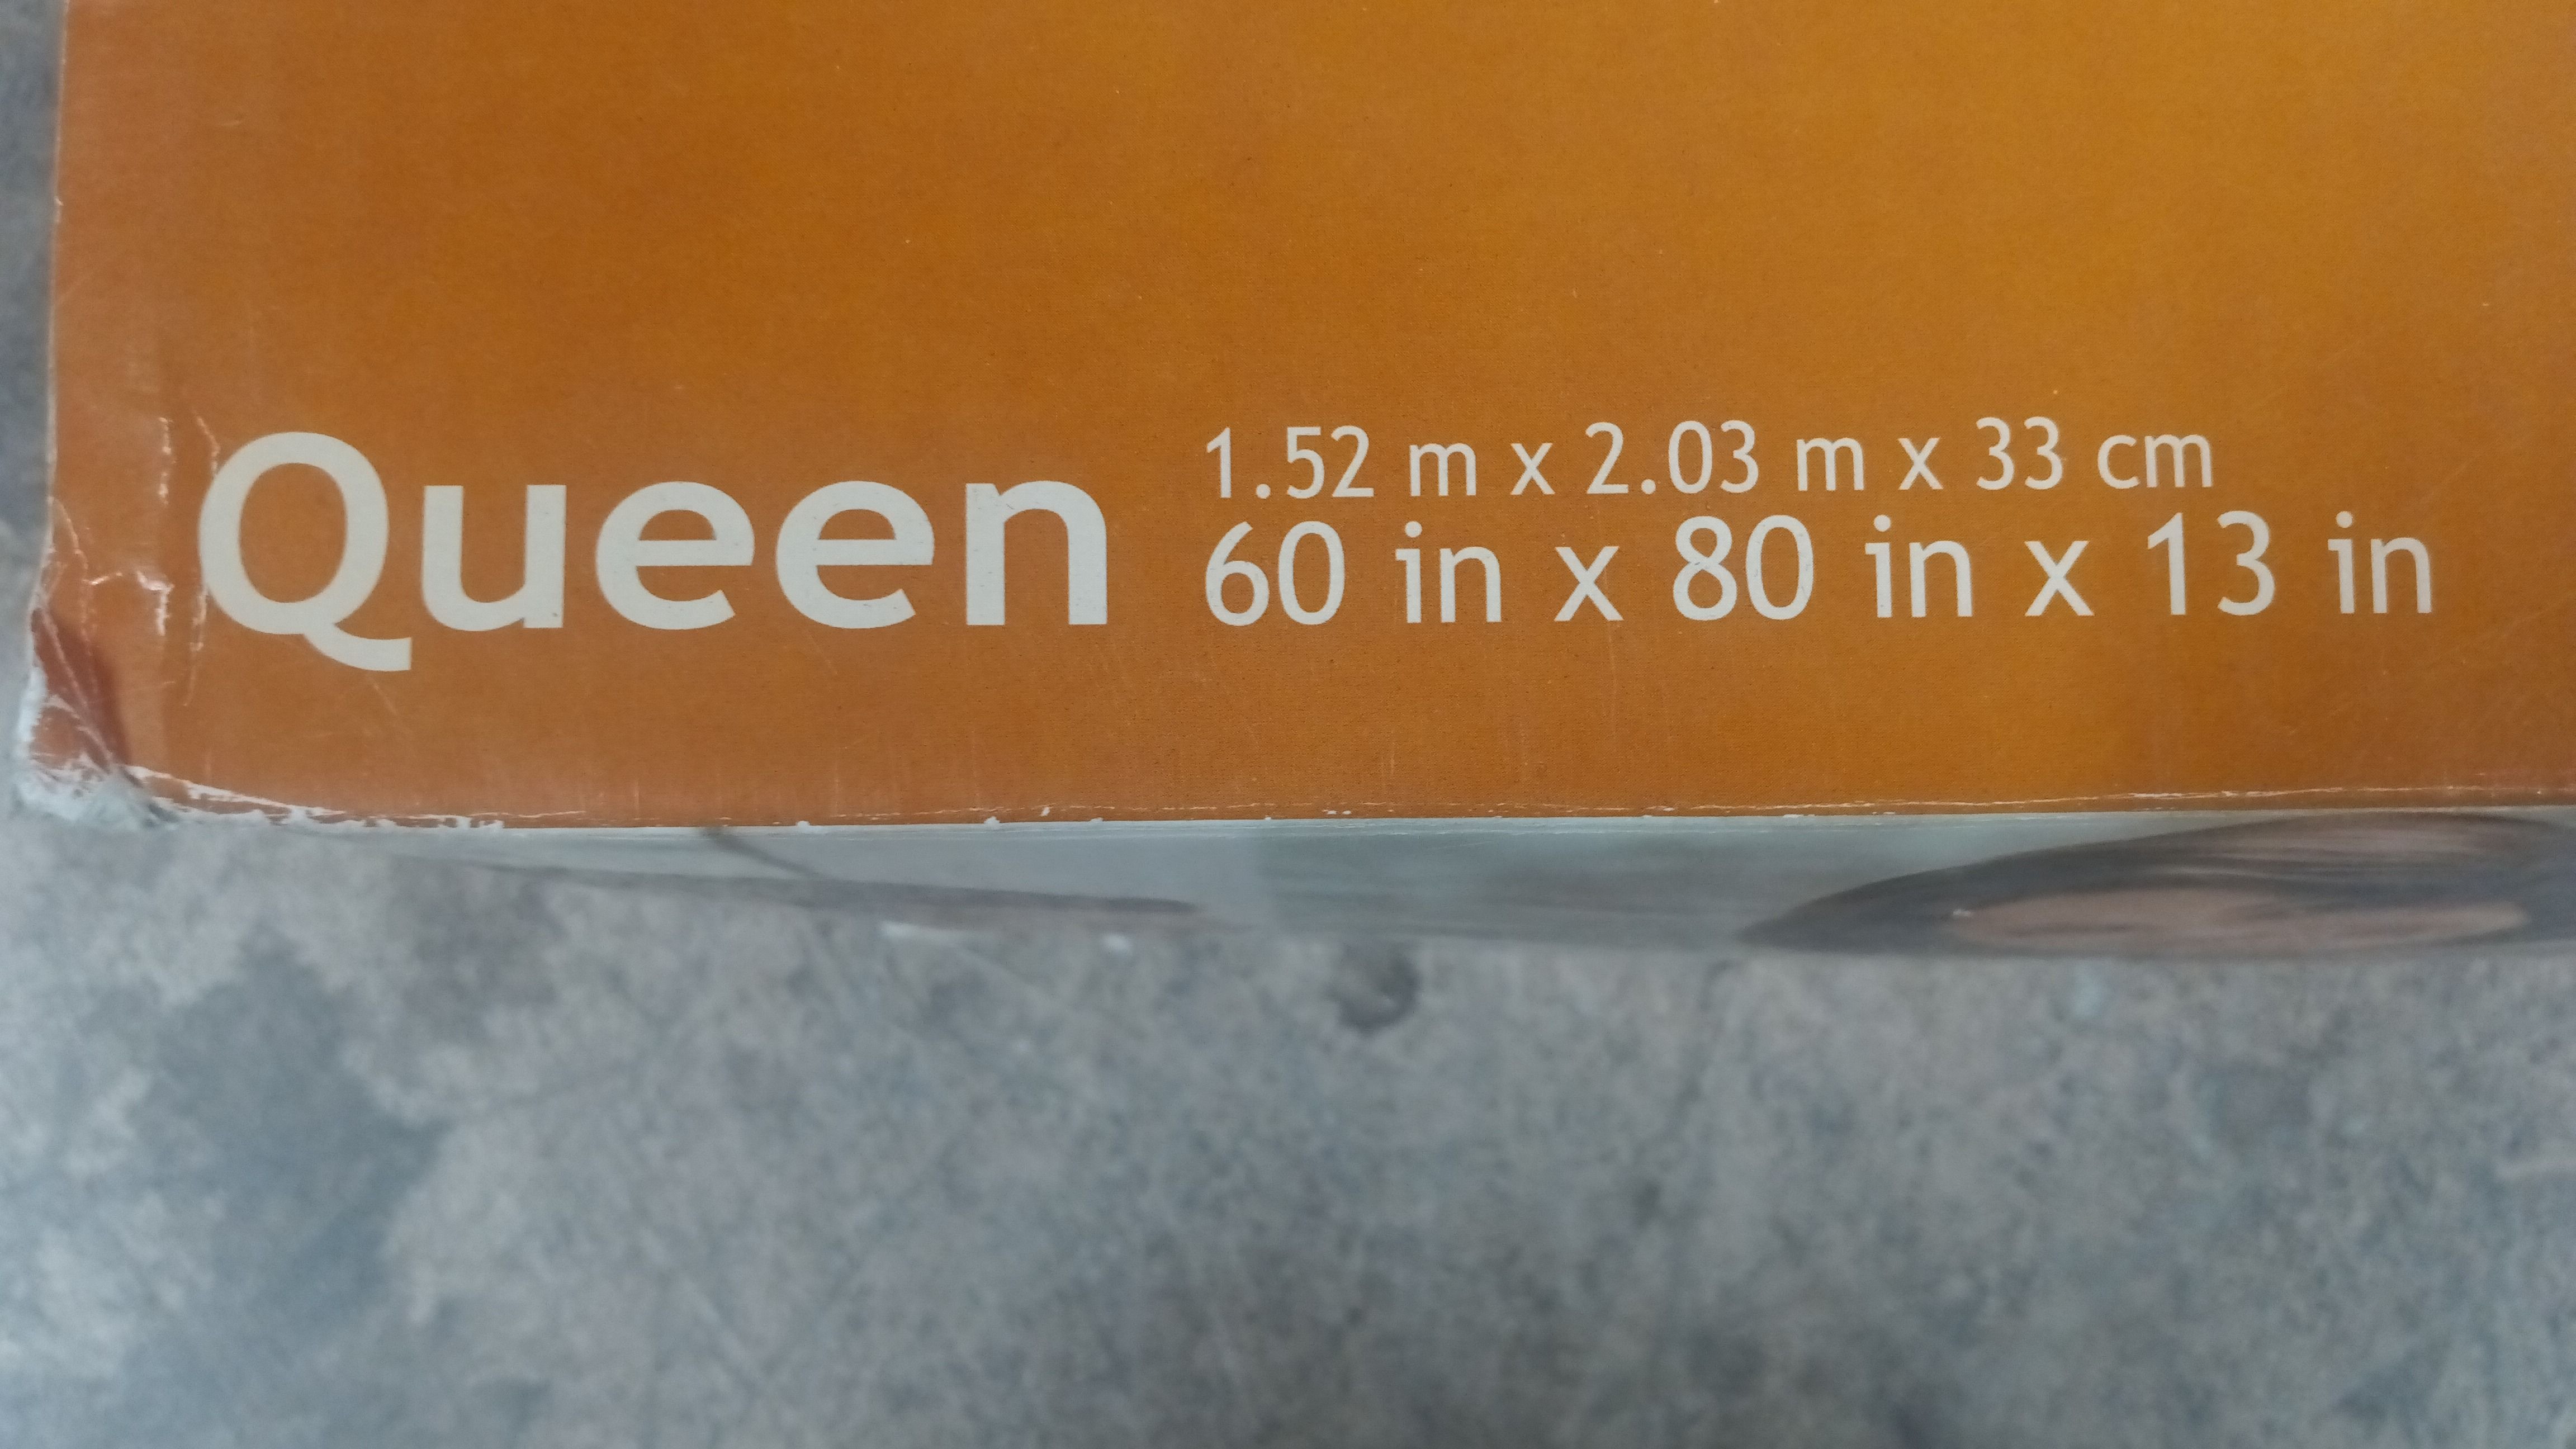 Queen
1.52 m x 2.03 m x 33 cm
60 in x 80 in x 13 in